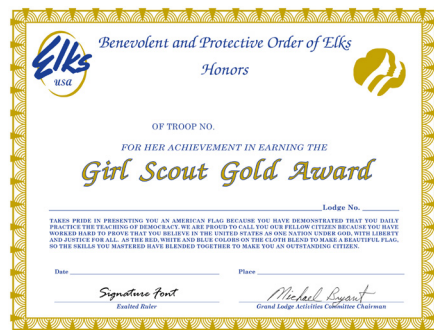 Elks
usa
Benevolent and Protective Order of Elks
Honors
OF TROOP NO.
FOR HER ACHIEVEMENT IN EARNING THE
Girl Scout Gold Award
Lodge No.
TAKES PRIDE IN PRESENTING YOU AN AMERICAN FLAG BECAUSE YOU HAVE DEMONSTRATED THAT YOU DAILY
PRACTICE THE TEACHING OF DEMOCRACY. WE ARE PROUD TO CALL YOU OUR FELLOW CITIZEN BECAUSE YOU HAVE
WORKED HARD TO PROVE THAT YOU BELIEVE IN THE UNITED STATES AS ONE NATION UNDER GOD, WITH LIBERTY
AND JUSTICE FOR ALL. AS THE RED, WHITE AND BLUE COLORS ON THE CLOTH BLEND TO MAKE A BEAUTIFUL FLAG,
SO THE SKILLS YOU MASTERED HAVE BLENDED TOGETHER TO MAKE YOU AN OUTSTANDING CITIZEN.
Date Place
Signature Font Michael Bryant
Exalted Ruler Grand Lodge Activities Committee Chairman